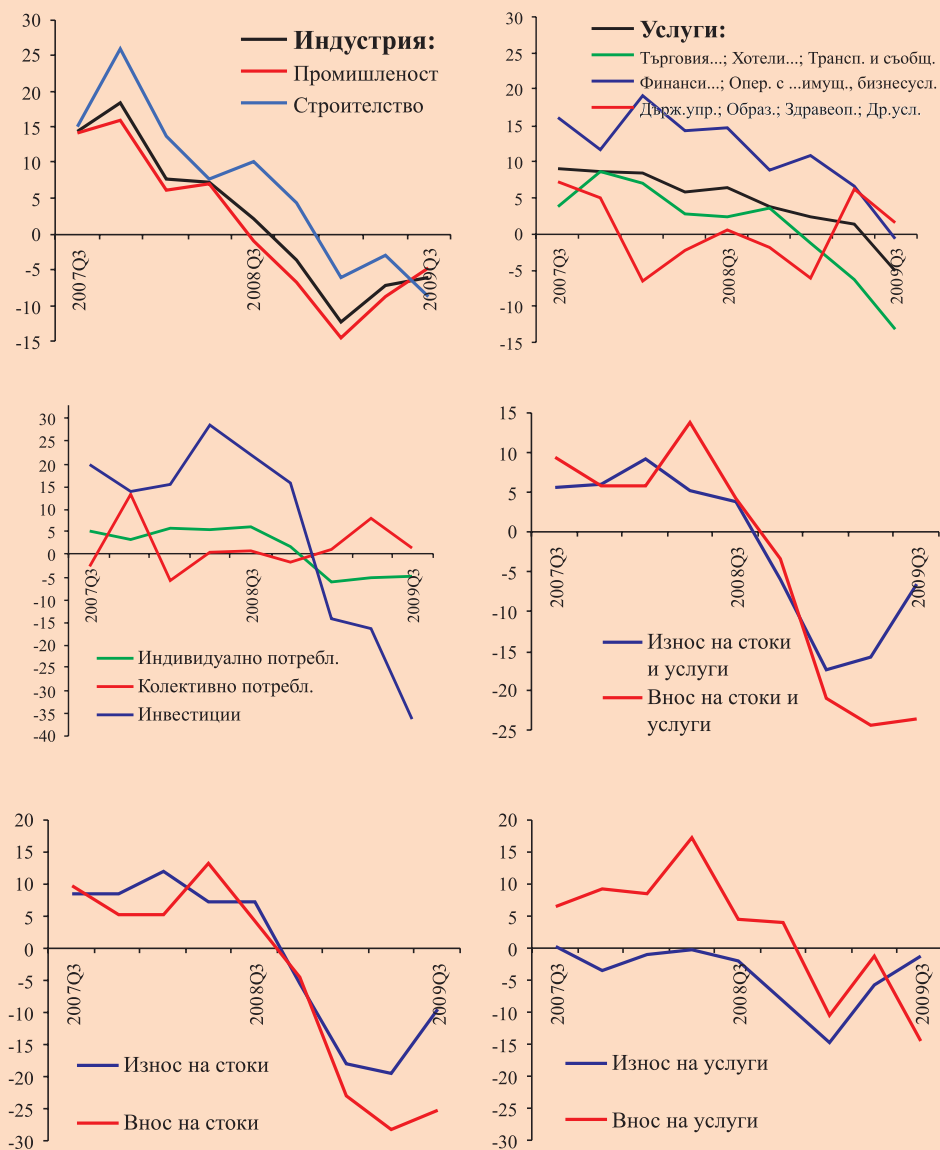 30
25
20
15
10
5
0
-5
-10
-15
Индустрия:
Промишленост
Строителство
2007Q3
2008Q3
2009Q3
30
25
20
15
10
5
0
-5
-10
-15
Услуги:
Търговия...; Хотели...; Трансп. и съобщ.
Финанси...; Опер. с ...имущ., бизнесусл.
Държ.упр.; Образ.; Здравеоп.; Др.усл.
2007Q3
2008Q3
2009Q3
30
25
20
15
10
5
0
-5
-10
-15
-20
-25
-30
-35
-40
2007Q3
2008Q3
2009Q3
Индивидуално потребл.
Колективно потребл.
Инвестиции
15
10
5
0
-5
-10
-15
-20
-25
2007Q3
2008Q3
2009Q3
Износ на стоки
и услуги
Внос на стоки и
услуги
20
15
10
5
0
-5
-10
-15
-20
-25
-30
2007Q3
2008Q3
2009Q3
Износ на стоки
Внос на стоки
20
15
10
5
0
-5
-10
-15
-20
-25
-30
2007Q3
2008Q3
2009Q3
Износ на услуги
Внос на услуги